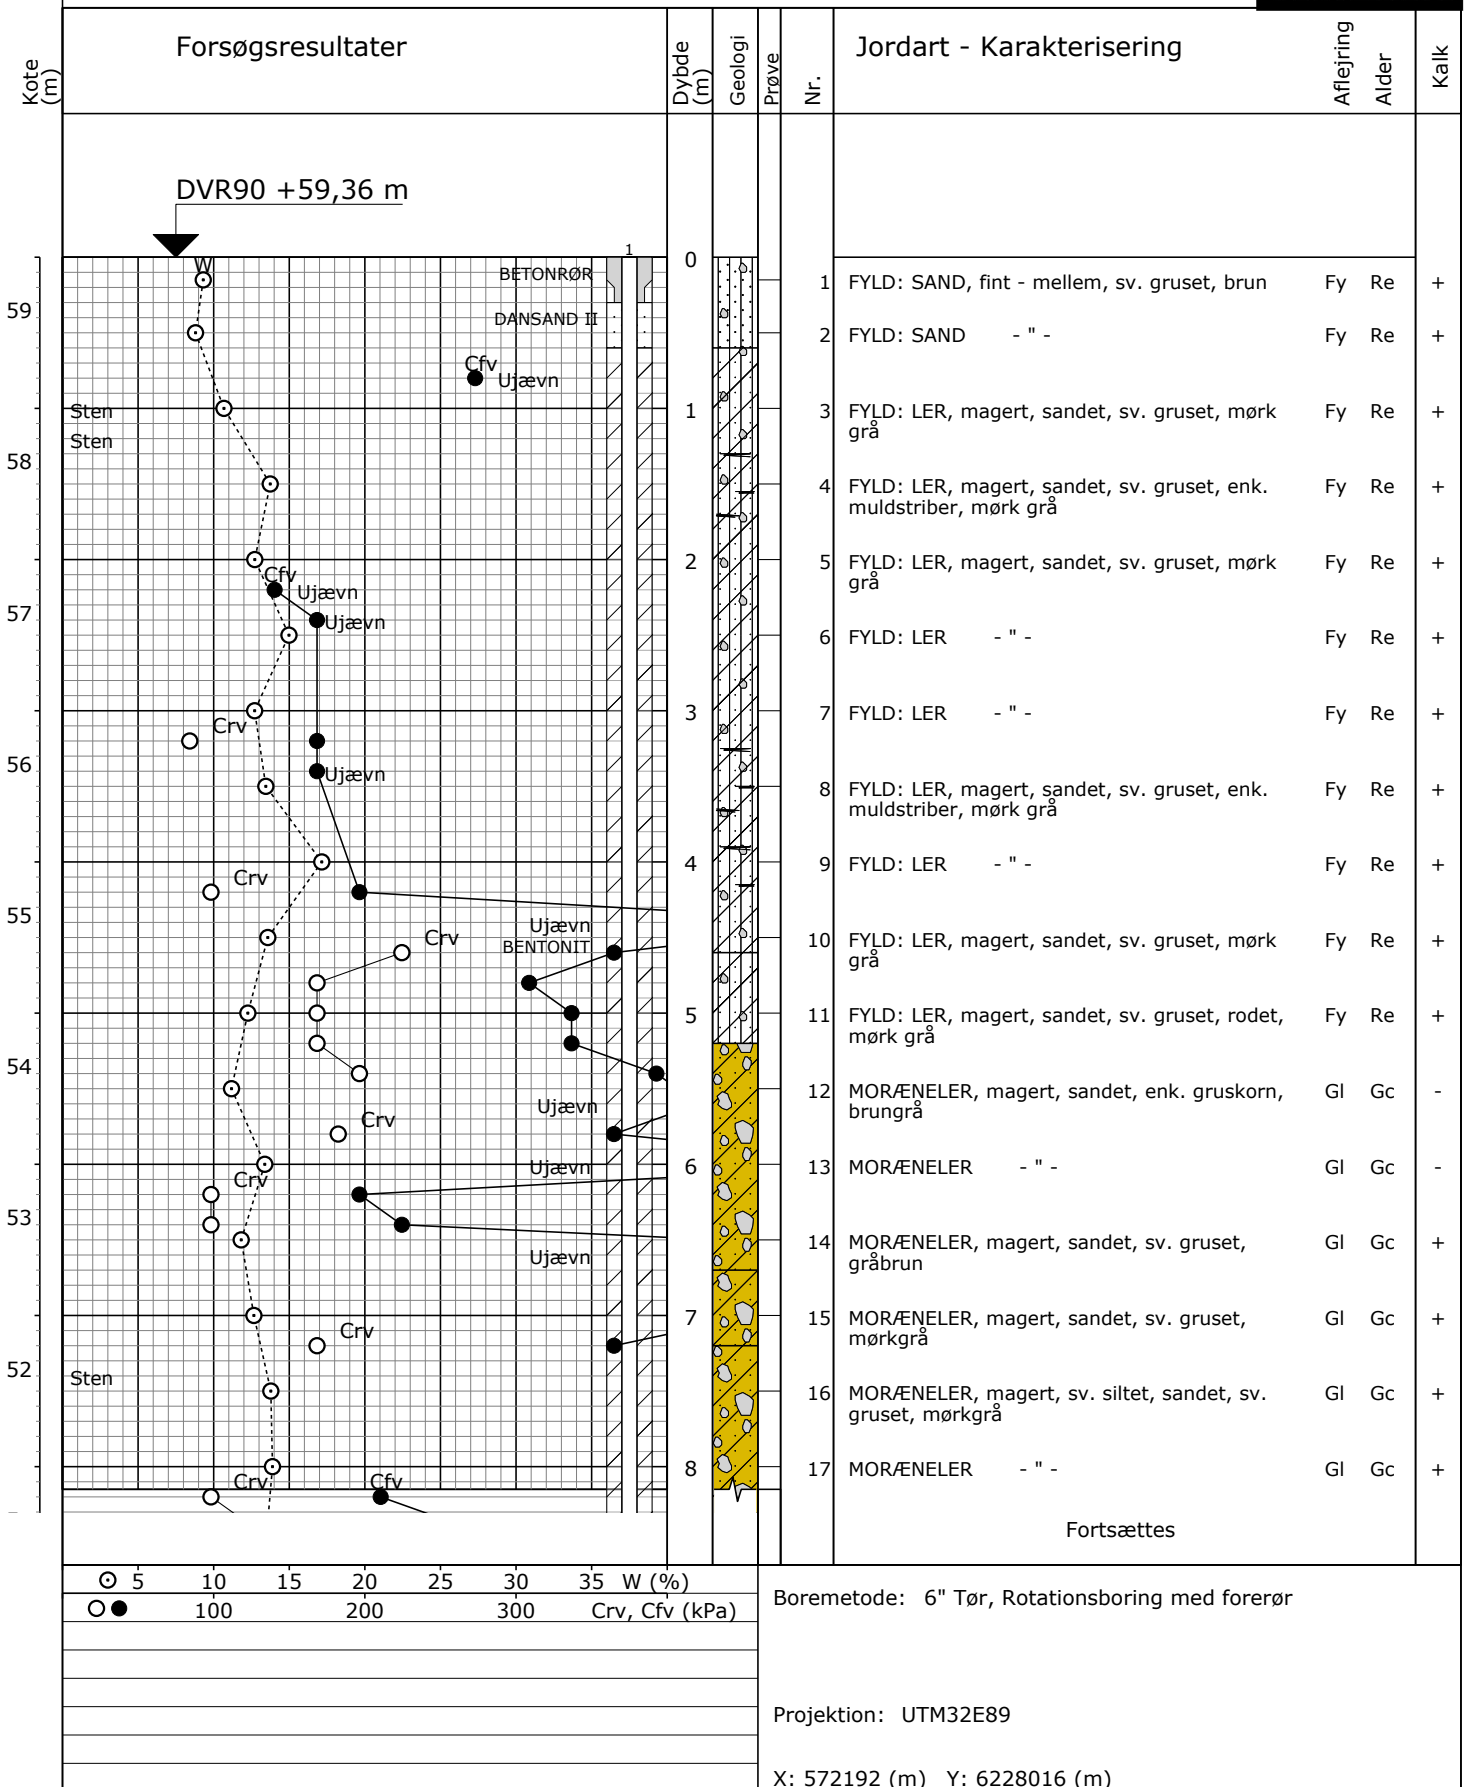 Kote (m)
Forsøgsresultater
Dybde (m)
Geologi
Prøve
Nr.
Jordart - Karakterisering
Aflejring
Alder
Kalk
DVR90 +59,36 m
1
0
W
BETONRØR
1 FYLD: SAND, fint - mellem, sv. gruset, brun Fy Re +
59
DANSAND II
2 FYLD: SAND - " - Fy Re +
Cfv
Ujævn
Sten
1
3 FYLD: LER, magert, sandet, sv. gruset, mørk Fy Re +
grå
Sten
58
4 FYLD: LER, magert, sandet, sv. gruset, enk. Fy Re +
muldstriber, mørk grå
2
5 FYLD: LER, magert, sandet, sv. gruset, mørk Fy Re +
grå
Cfv
Ujævn
57
Ujævn
6 FYLD: LER - " - Fy Re +
3
7 FYLD: LER - " - Fy Re +
Crv
56
Ujævn
8 FYLD: LER, magert, sandet, sv. gruset, enk. Fy Re +
muldstriber, mørk grå
4
9 FYLD: LER - " - Fy Re +
Crv
55
Ujævn
Crv
BENTONIT
10 FYLD: LER, magert, sandet, sv. gruset, mørk Fy Re +
grå
5
11 FYLD: LER, magert, sandet, sv. gruset, rodet, Fy Re +
mørk grå
54
12 MORÆNELER, magert, sandet, enk. gruskorn, Gl Gc -
brungrå
Ujævn
Crv
6
Ujævn
13 MORÆNELER - " - Gl Gc -
Crv
53
14 MORÆNELER, magert, sandet, sv. gruset, Gl Gc +
gråbrun
Ujævn
7
15 MORÆNELER, magert, sandet, sv. gruset, Gl Gc +
mørkgrå
Crv
52
Sten
16 MORÆNELER, magert, sv. siltet, sandet, sv. Gl Gc +
gruset, mørkgrå
8
17 MORÆNELER - " - Gl Gc +
Crv
Cfv
Fortsættes
5 10 15 20 25 30 35 W (%)
100 200 300 Crv, Cfv (kPa)
Boremetode: 6" Tør, Rotationsboring med forerør
Projektion: UTM32E89
X: 572192 (m) Y: 6228016 (m)